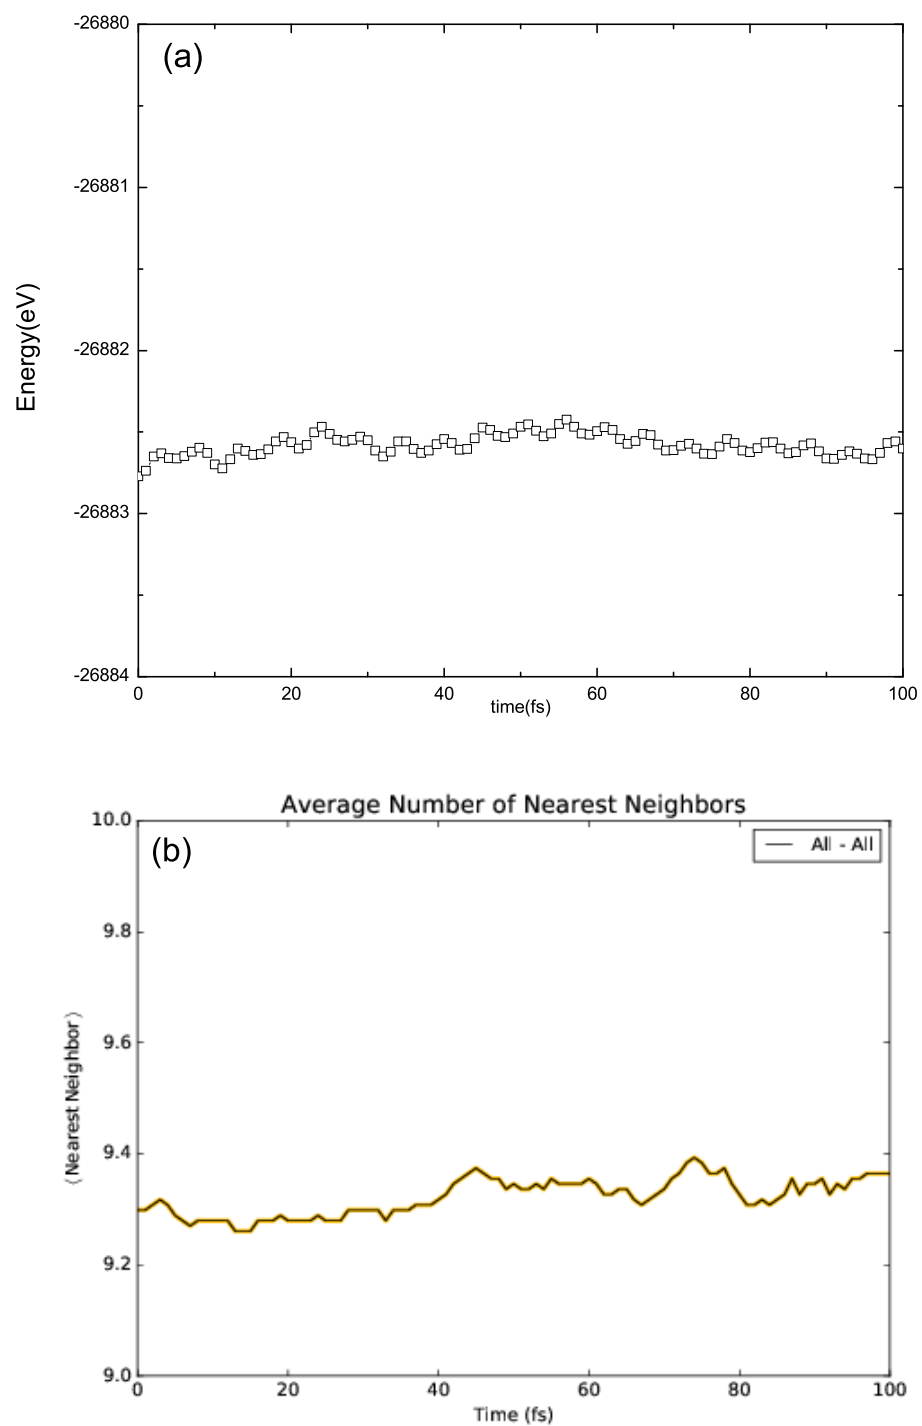 -26880
(a)
-26881
-26882
-26883
-26884
Energy(eV)
0 20 40 60 80 100
time(fs)
Average Number of Nearest Neighbors
10.0
(b)
All - All
9.8
9.6
9.4
9.2
9.0
⟨Nearest Neighbor⟩
0 20 40 60 80 100
Time (fs)